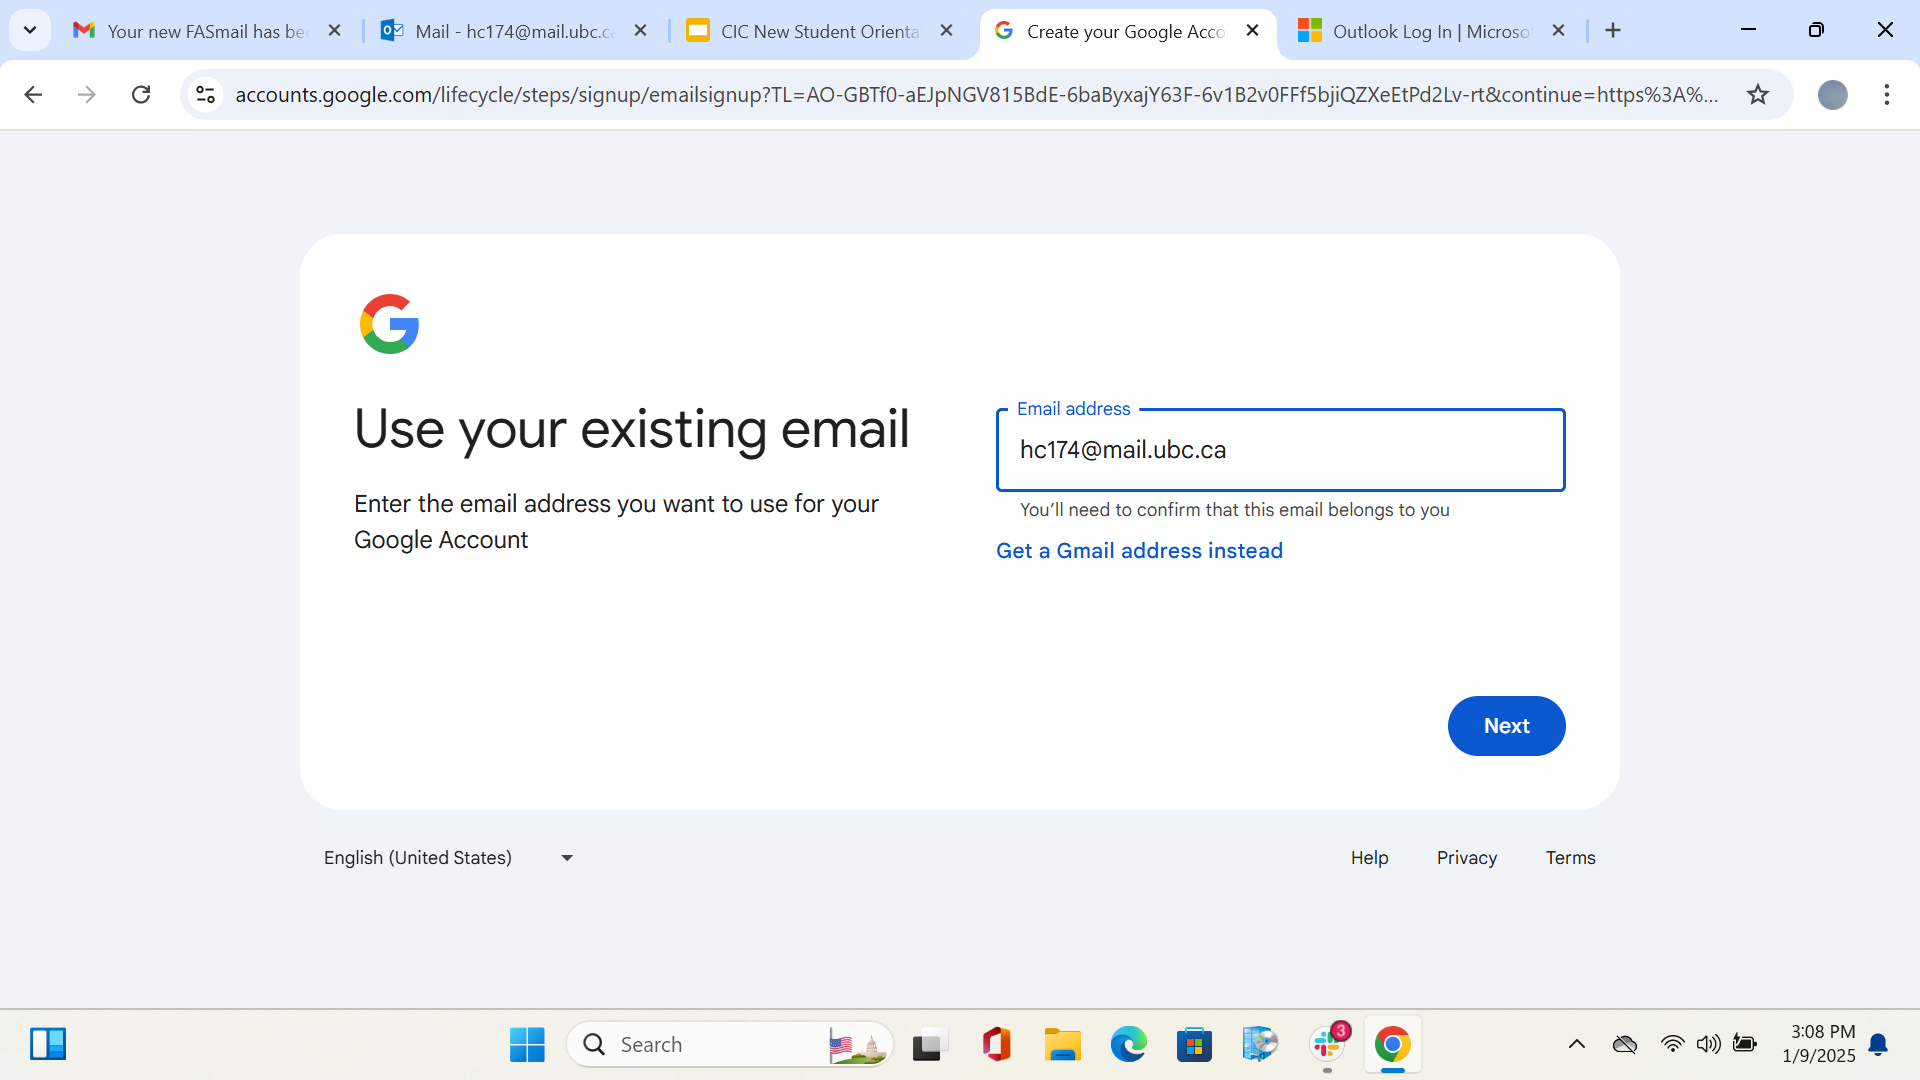 Your new FASmail has bee
Mail - hc174@mail.ubc.ca
CIC New Student Orienta
Create your Google Acco
Outlook Log In | Microsof
accounts.google.com/lifecycle/steps/signup/emailsignup?TL=AO-GBTf0-aEJpNGV815BdE-6baByxajY63F-6v1B2v0FFf5bjiQZXeEtPd2Lv-rt&continue=https%3A%...
Use your existing email
Enter the email address you want to use for your
Google Account
Email address
hc174@mail.ubc.ca
You’ll need to confirm that this email belongs to you
Get a Gmail address instead
Next
English (United States)
Help
Privacy
Terms
Search
3
3:08 PM
1/9/2025